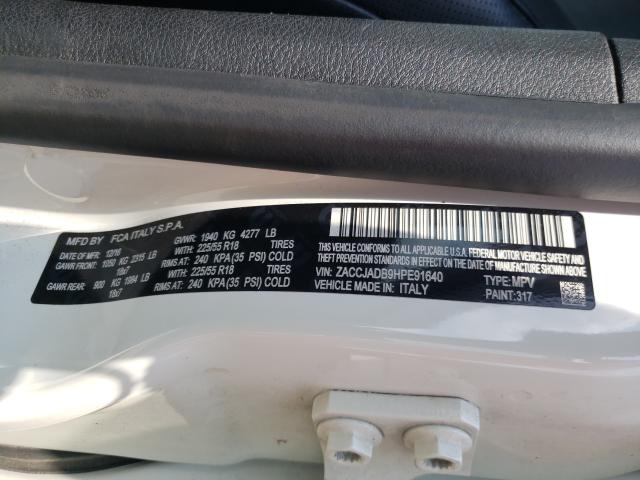 MFD BY FCA ITALY S.P.A.
DATE OF MFR 12/16 GVWR: 1940 KG 4277 LB
GAWR FRONT: 1050 KG 2315 LB WITH: 225/55 R18 TIRES
18x7 RIMS AT: 240 KPA(35 PSI) COLD
GAWR REAR: 900 KG 1984 LB WITH: 225/55 R18 TIRES
18x7 RIMS AT: 240 KPA(35 PSI) COLD
THIS VEHICLE CONFORMS TO ALL APPLICABLE U.S.A.
FEDERAL MOTOR VEHICLE SAFETY, BUMPER, AND THEFT PREVENTION STANDARDS IN EFFECT ON THE
DATE OF MANUFACTURE SHOWN ABOVE.
VIN: ZACCJADB9HPE91640 TYPE: MPV
VEHICLE MADE IN: ITALY PAINT: 317